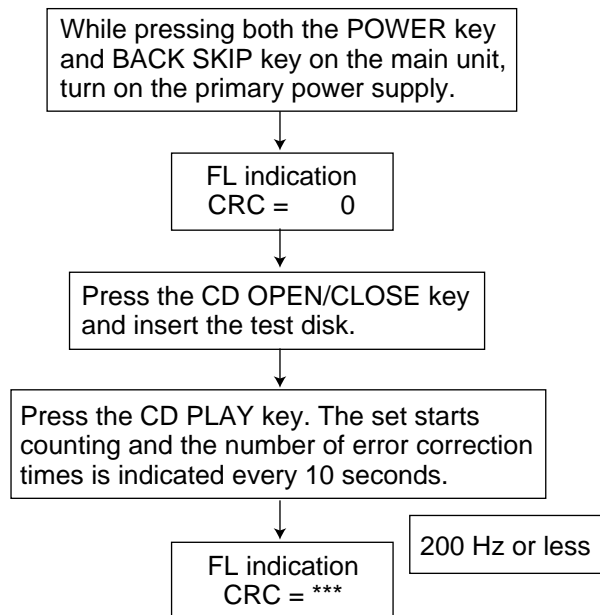 While pressing both the POWER key
and BACK SKIP key on the main unit,
turn on the primary power supply.
FL indication
CRC = 0
Press the CD OPEN/CLOSE key
and insert the test disk.
Press the CD PLAY key. The set starts
counting and the number of error correction
times is indicated every 10 seconds.
200 Hz or less
FL indication
CRC = ***